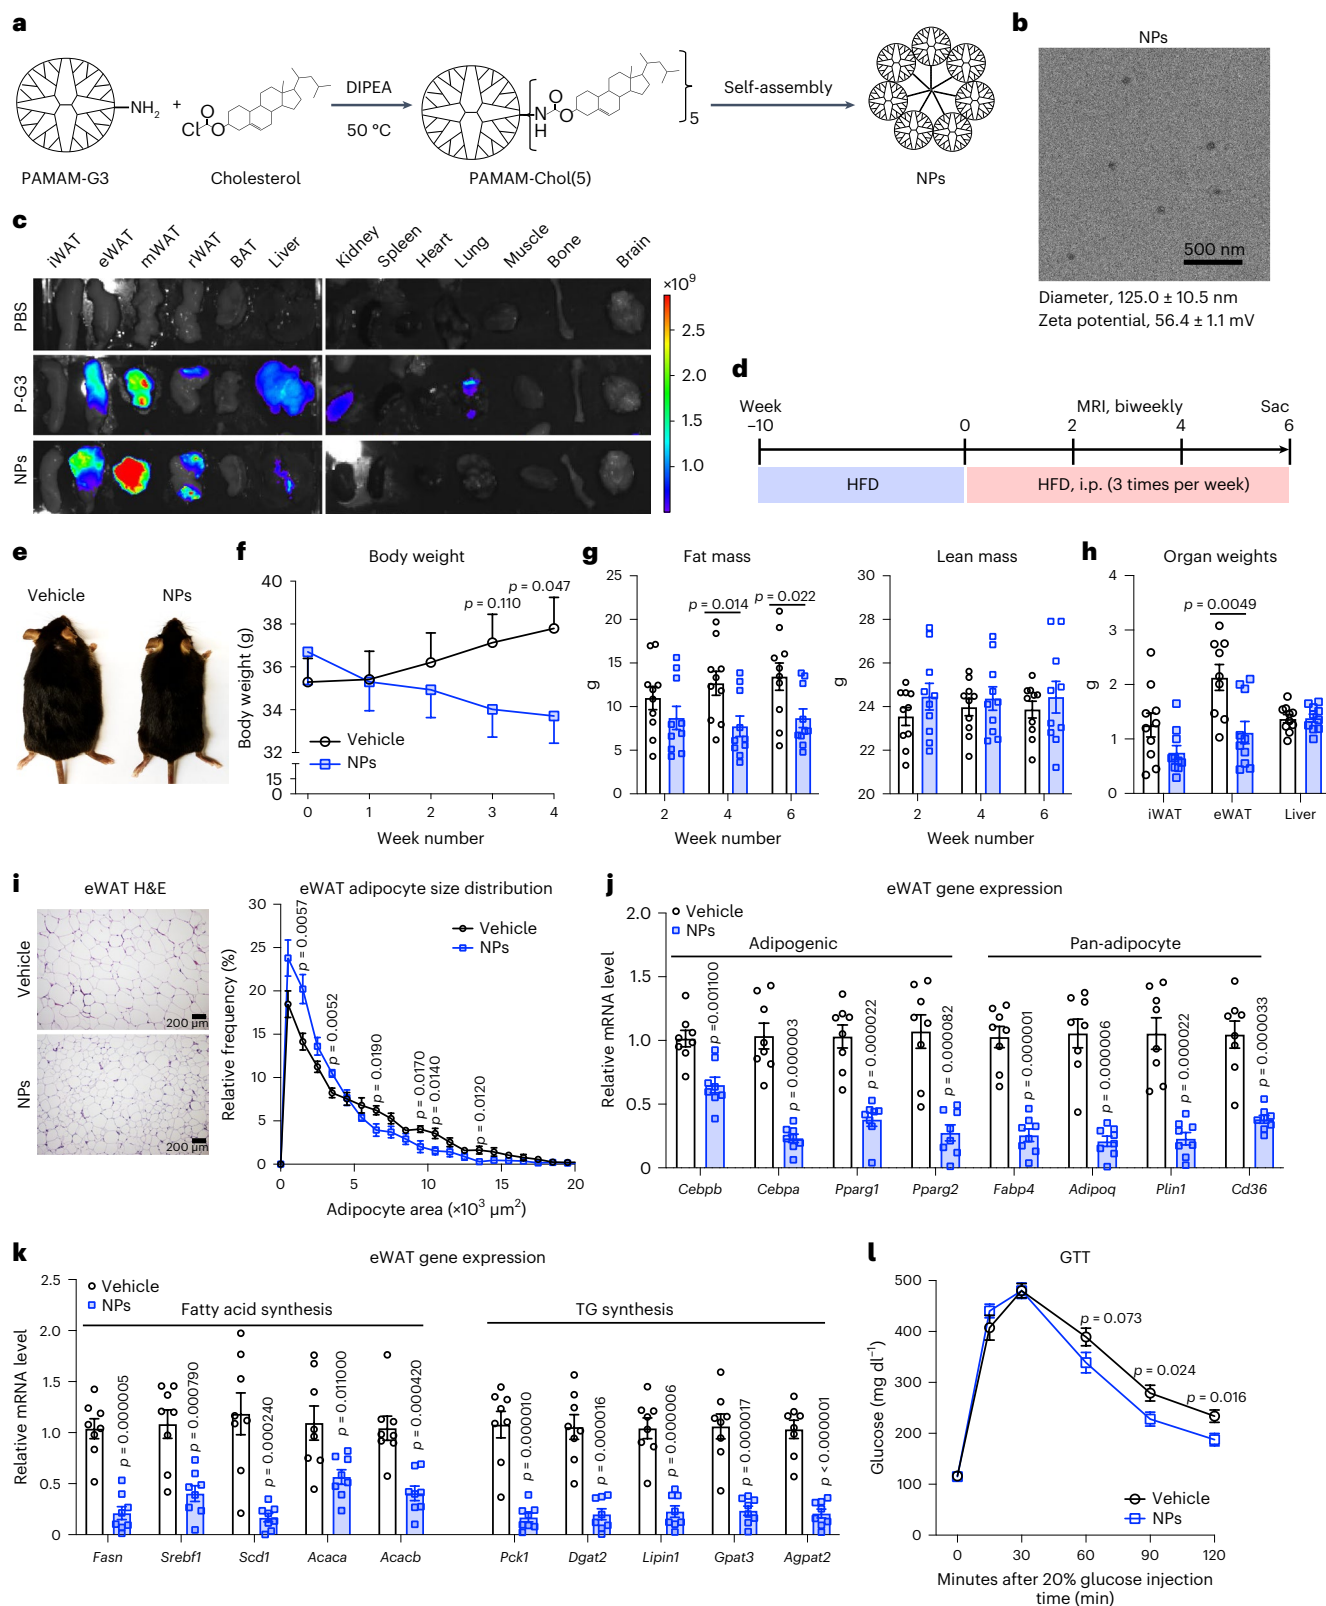 a
NH2
+
Cl
O
O
DIPEA
50 °C
N
H
O
O
5
Self-assembly
PAMAM-G3
Cholesterol
PAMAM-Chol(5)
NPs
b
NPs
500 nm
Diameter, 125.0 ± 10.5 nm
Zeta potential, 56.4 ± 1.1 mV
c
iWAT
eWAT
mWAT
rWAT
BAT
Liver
Kidney
Spleen
Heart
Lung
Muscle
Bone
Brain
PBS
P-G3
NPs
×10⁹
2.5
2.0
1.5
1.0
d
Week
MRI, biweekly
Sac
–10
0
2
4
6
HFD
HFD, i.p. (3 times per week)
e
Vehicle
NPs
f
Body weight
Body weight (g)
40
38
36
34
32
15
0
p = 0.110
p = 0.047
Vehicle
NPs
0
1
2
3
4
Week number
g
Fat mass
g
25
20
15
10
5
0
p = 0.014
p = 0.022
2
4
6
Week number
Lean mass
g
30
28
26
24
22
20
2
4
6
Week number
h
Organ weights
g
4
3
2
1
0
p = 0.0049
iWAT
eWAT
Liver
i
eWAT H&E
Vehicle
200 µm
NPs
200 µm
eWAT adipocyte size distribution
Relative frequency (%)
30
25
20
15
10
5
0
p = 0.0057
p = 0.0052
p = 0.0190
p = 0.0170
p = 0.0140
p = 0.0120
Vehicle
NPs
0
5
10
15
20
Adipocyte area (×10³ µm²)
j
eWAT gene expression
Relative mRNA level
2.0
1.5
1.0
0.5
0
Vehicle
NPs
Adipogenic
Pan-adipocyte
p = 0.001100
p = 0.000003
p = 0.000022
p = 0.000082
p = 0.000001
p = 0.000006
p = 0.000022
p = 0.000033
Cebpb
Cebpa
Pparg1
Pparg2
Fabp4
Adipoq
Plin1
Cd36
k
eWAT gene expression
Relative mRNA level
2.5
2.0
1.5
1.0
0.5
0
Vehicle
NPs
Fatty acid synthesis
TG synthesis
p = 0.000005
p = 0.000790
p = 0.000240
p = 0.011000
p = 0.000420
p = 0.000010
p = 0.000016
p = 0.000006
p = 0.000017
p < 0.000001
Fasn
Srebf1
Scd1
Acaca
Acacb
Pck1
Dgat2
Lipin1
Gpat3
Agpat2
l
GTT
Glucose (mg dl⁻¹)
500
400
300
200
100
0
p = 0.073
p = 0.024
p = 0.016
Vehicle
NPs
0
30
60
90
120
Minutes after 20% glucose injection
time (min)